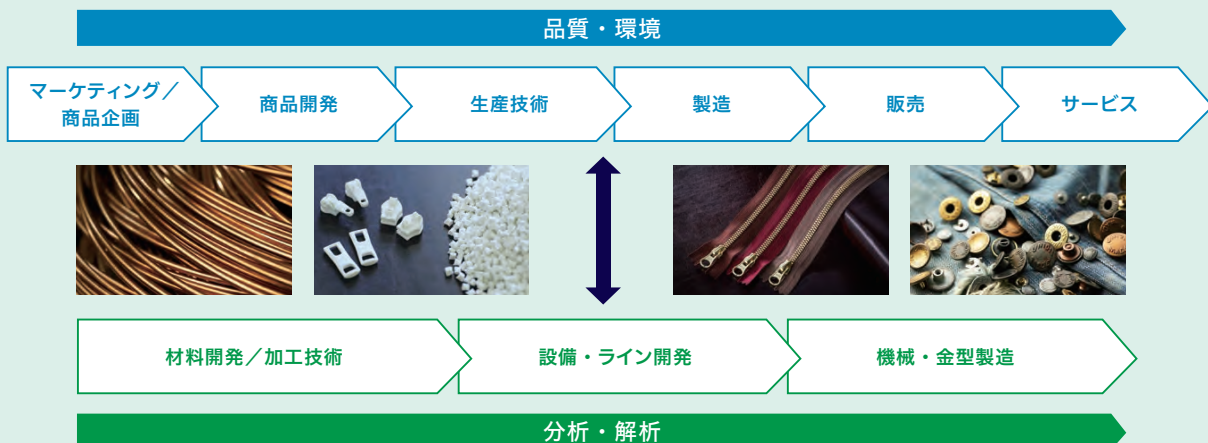 品質・環境
マーケティング／
商品企画
商品開発
生産技術
製造
販売
サービス
材料開発／加工技術
設備・ライン開発
機械・金型製造
分析・解析